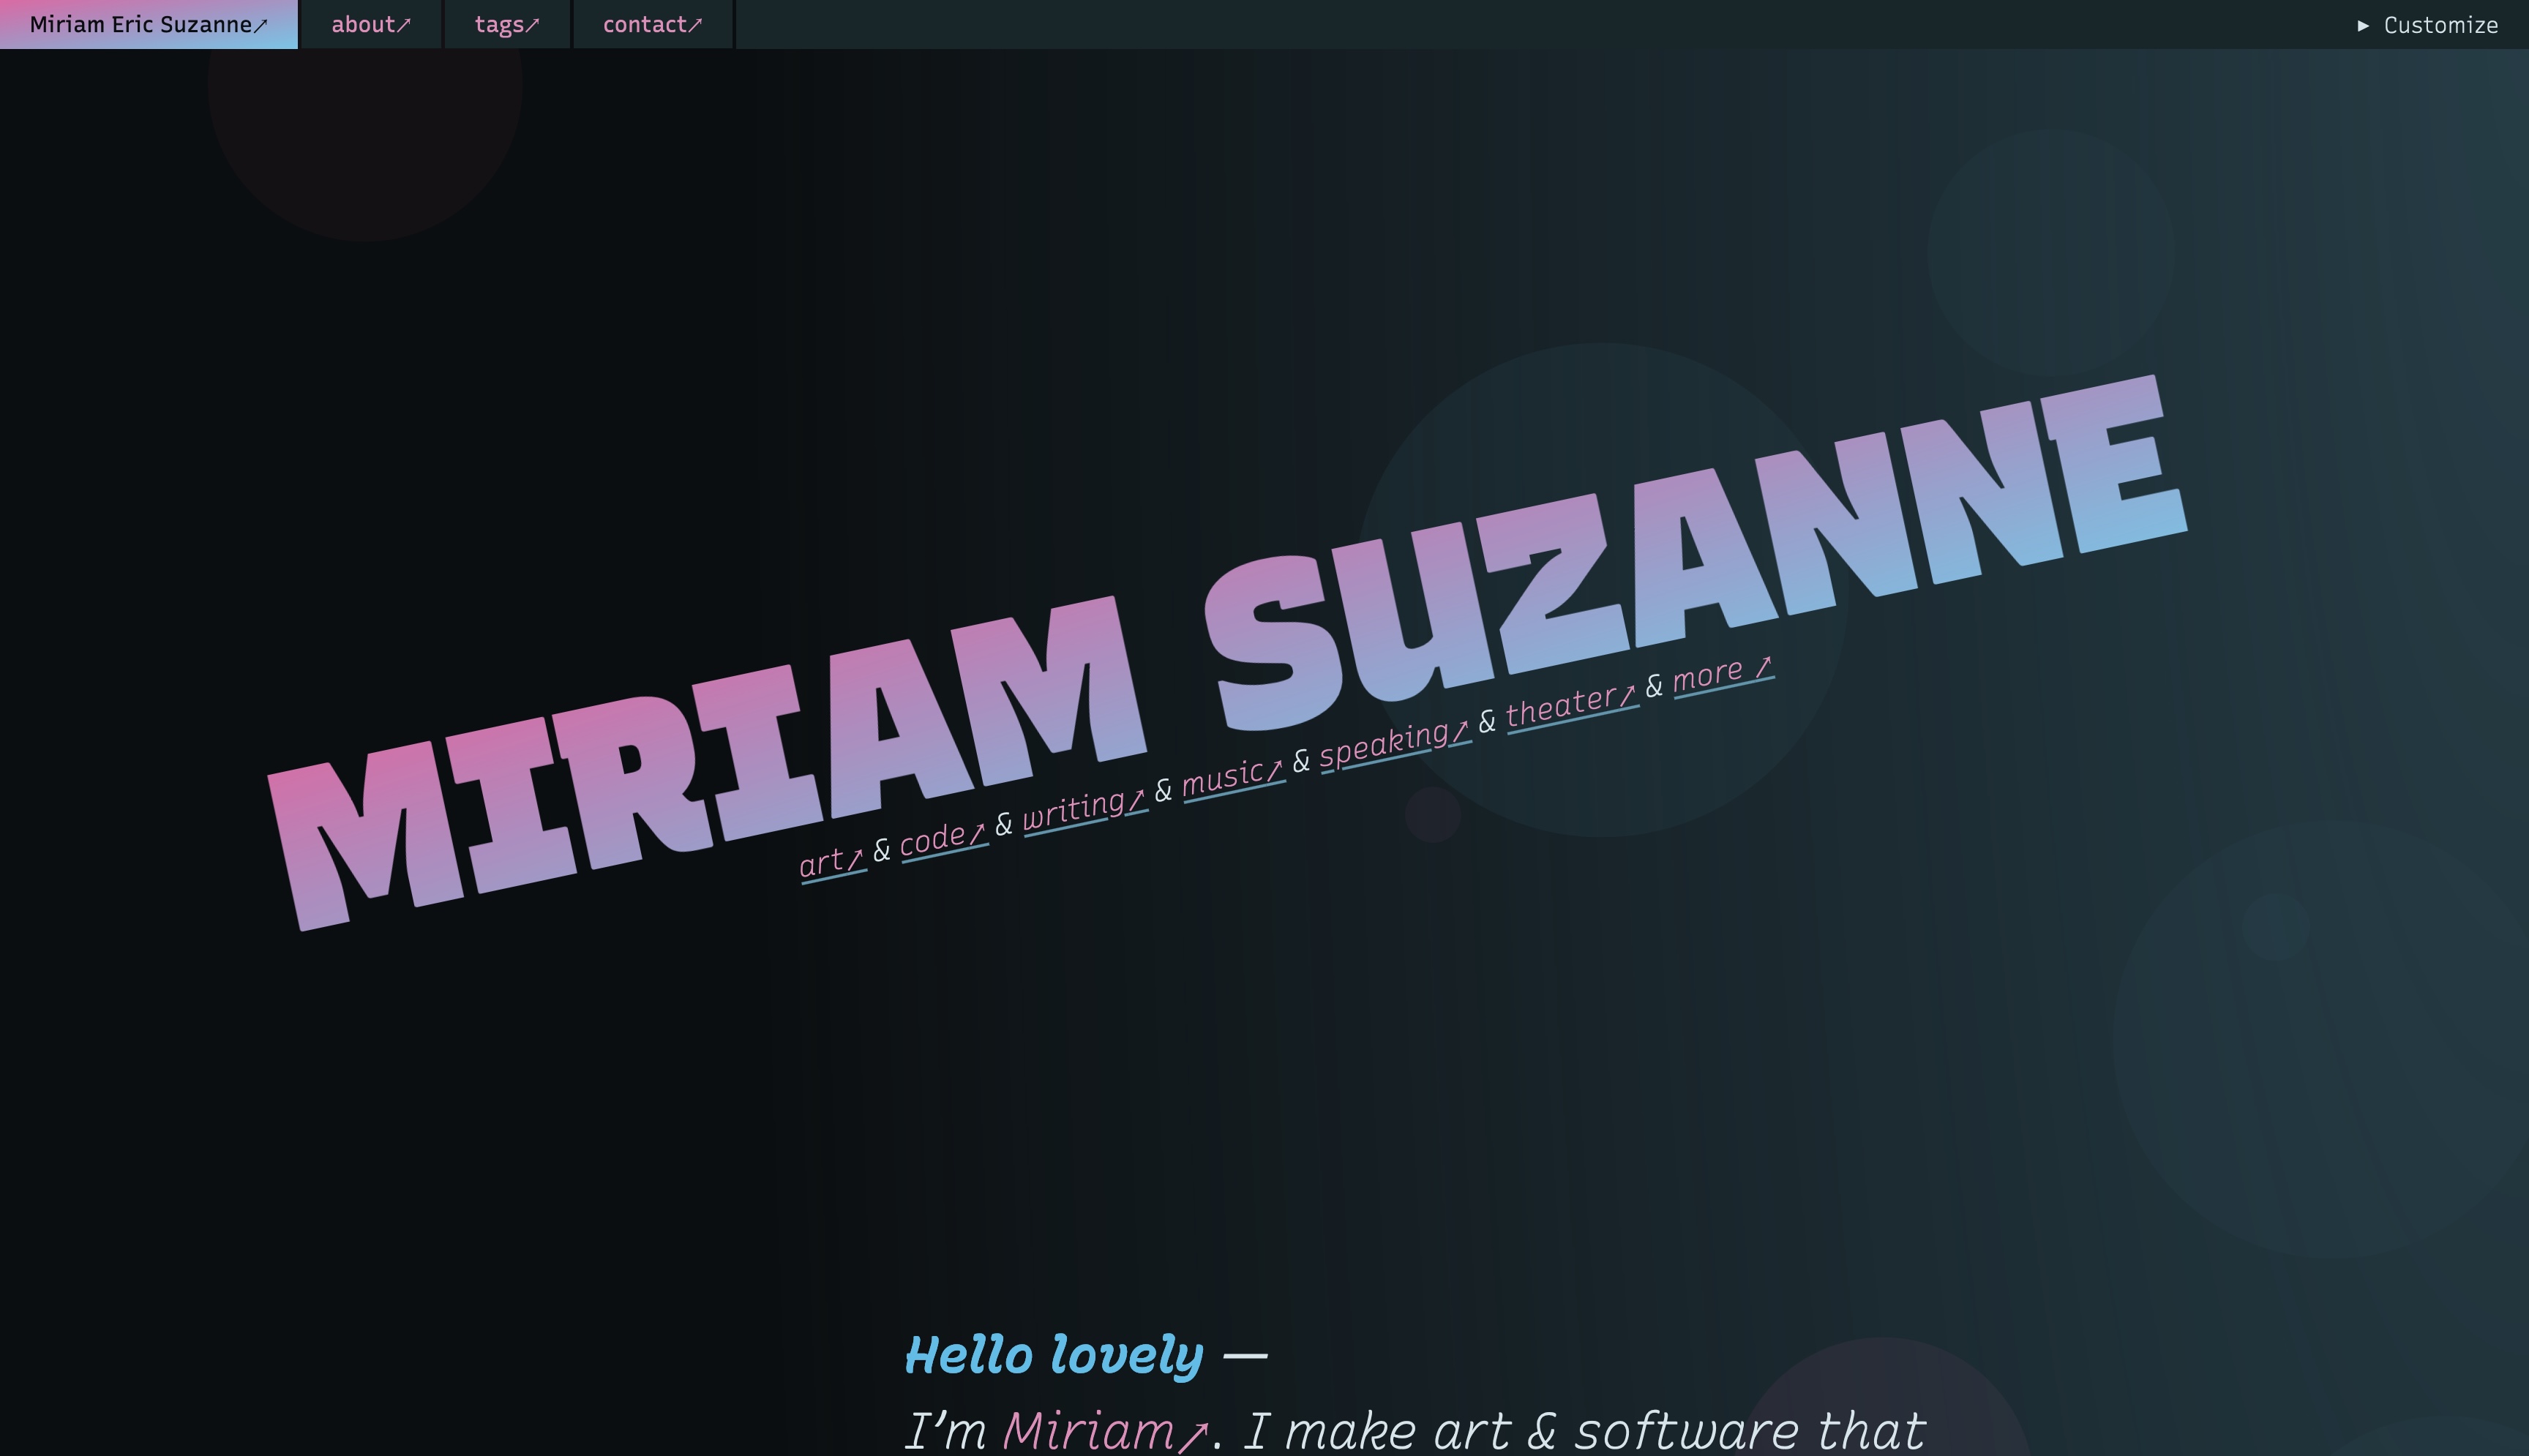 Miriam Eric Suzanne↗ about↗ tags↗ contact↗ ▶ Customize
MIRIAM SUZANNE
art↗ & code↗ & writing↗ & music↗ & speaking↗ & theater↗ & more ↗
Hello lovely —
I’m Miriam↗. I make art & software that